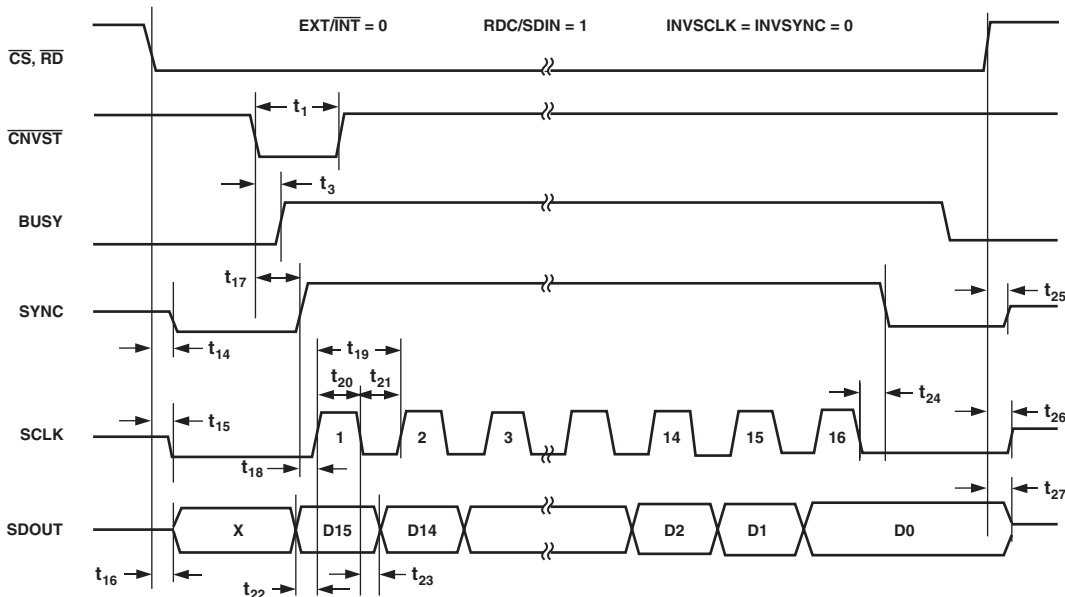 EXT/INT = 0 RDC/SDIN = 1 INVSCLK = INVSYNC = 0
CS, RD
t1
CNVST
t3
BUSY
t17
SYNC
t25
t14
t19
t20 t21
t24
t15
t26
SCLK
1 2 3 14 15 16
t18
t27
SDOUT
X D15 D14 D2 D1 D0
t16
t22
t23